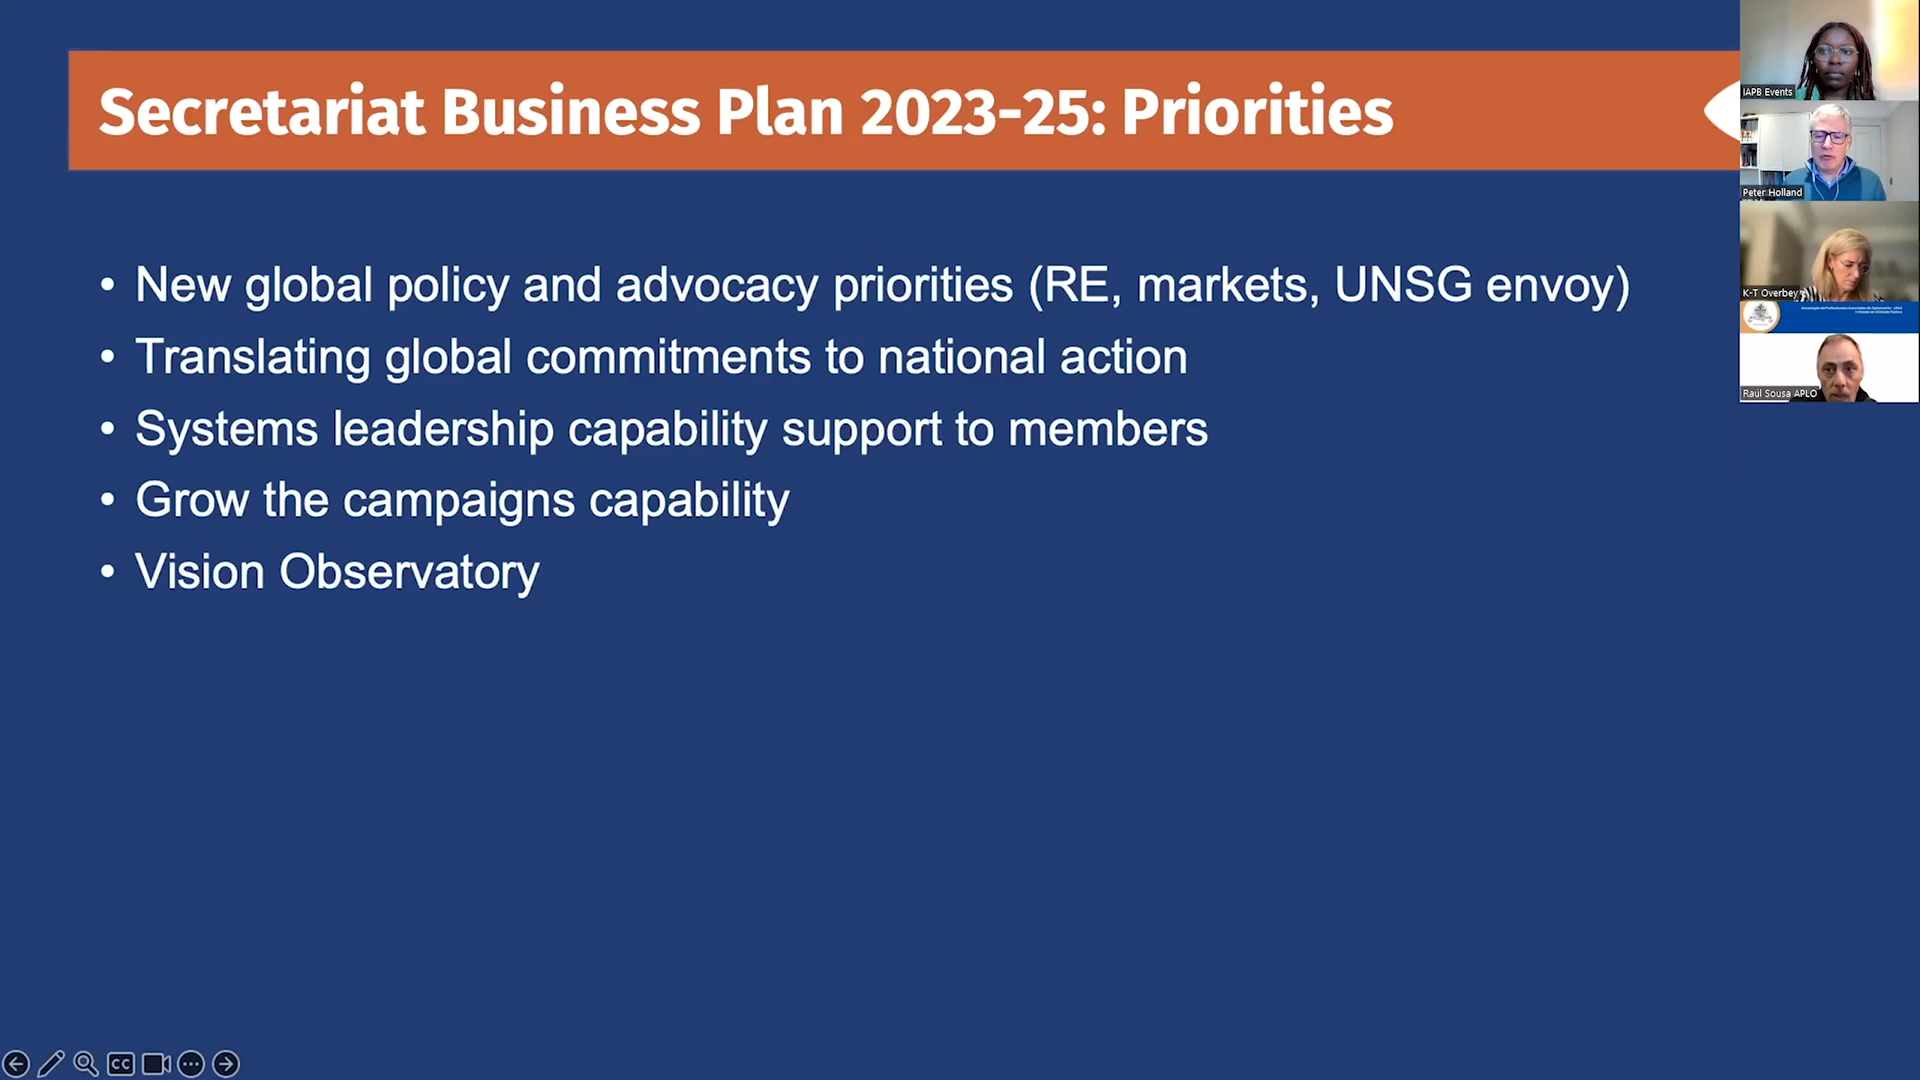 Secretariat Business Plan 2023-25: Priorities
• New global policy and advocacy priorities (RE, markets, UNSG envoy)
• Translating global commitments to national action
• Systems leadership capability support to members
• Grow the campaigns capability
• Vision Observatory
IAPB Events
Peter Holland
K-T Overbey
Raúl Sousa APLO
CC